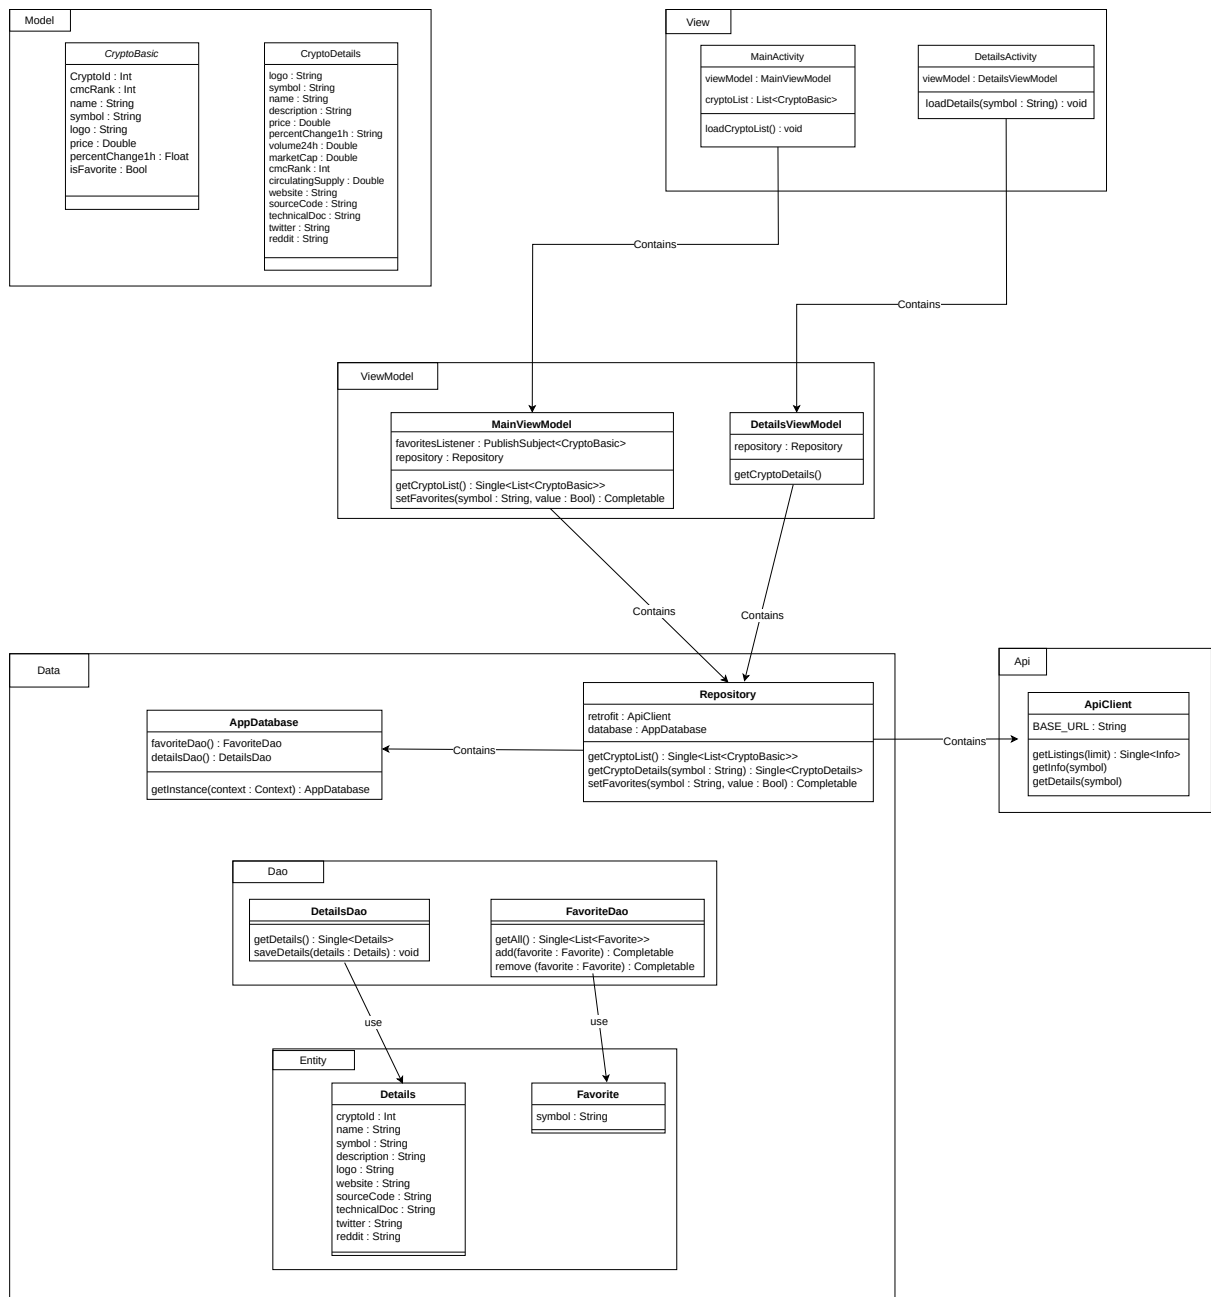 Model
CryptoBasic
CryptoId : Int
cmcRank : Int
name : String
symbol : String
logo : String
price : Double
percentChange1h : Float
isFavorite : Bool
CryptoDetails
logo : String
symbol : String
name : String
description : String
price : Double
percentChange1h : String
volume24h : Double
marketCap : Double
cmcRank : Int
circulatingSupply : Double
website : String
sourceCode : String
technicalDoc : String
twitter : String
reddit : String
View
MainActivity
viewModel : MainViewModel
cryptoList : List<CryptoBasic>
loadCryptoList() : void
DetailsActivity
viewModel : DetailsViewModel
loadDetails(symbol : String) : void
Contains
Contains
ViewModel
MainViewModel
favoritesListener : PublishSubject<CryptoBasic>
repository : Repository
getCryptoList() : Single<List<CryptoBasic>>
setFavorites(symbol : String, value : Bool) : Completable
DetailsViewModel
repository : Repository
getCryptoDetails()
Contains
Contains
Data
AppDatabase
favoriteDao() : FavoriteDao
detailsDao() : DetailsDao
getInstance(context : Context) : AppDatabase
Contains
Repository
retrofit : ApiClient
database : AppDatabase
getCryptoList() : Single<List<CryptoBasic>>
getCryptoDetails(symbol : String) : Single<CryptoDetails>
setFavorites(symbol : String, value : Bool) : Completable
Contains
Api
ApiClient
BASE_URL : String
getListings(limit) : Single<Info>
getInfo(symbol)
getDetails(symbol)
Dao
DetailsDao
getDetails() : Single<Details>
saveDetails(details : Details) : void
FavoriteDao
getAll() : Single<List<Favorite>>
add(favorite : Favorite) : Completable
remove (favorite : Favorite) : Completable
use
use
Entity
Details
cryptoId : Int
name : String
symbol : String
description : String
logo : String
website : String
sourceCode : String
technicalDoc : String
twitter : String
reddit : String
Favorite
symbol : String